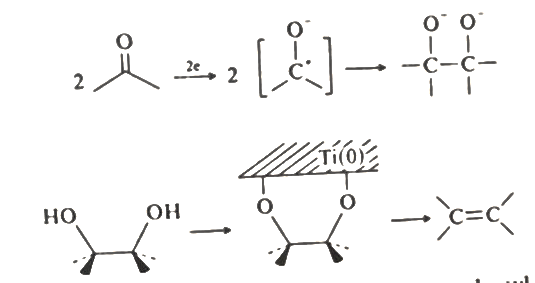 O O⁻ O⁻ O⁻
2 2e 2 C· C C
Ti(0)
HO OH O O C=C